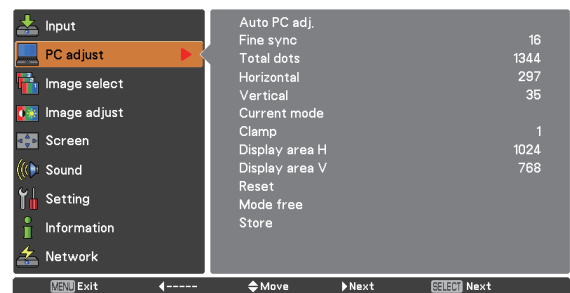 Input
PC adjust
Image select
Image adjust
Screen
Sound
Setting
Information
Network
Auto PC adj.
Fine sync 16
Total dots 1344
Horizontal 297
Vertical 35
Current mode
Clamp 1
Display area H 1024
Display area V 768
Reset
Mode free
Store
MENU Exit ----- Move Next SELECT Next